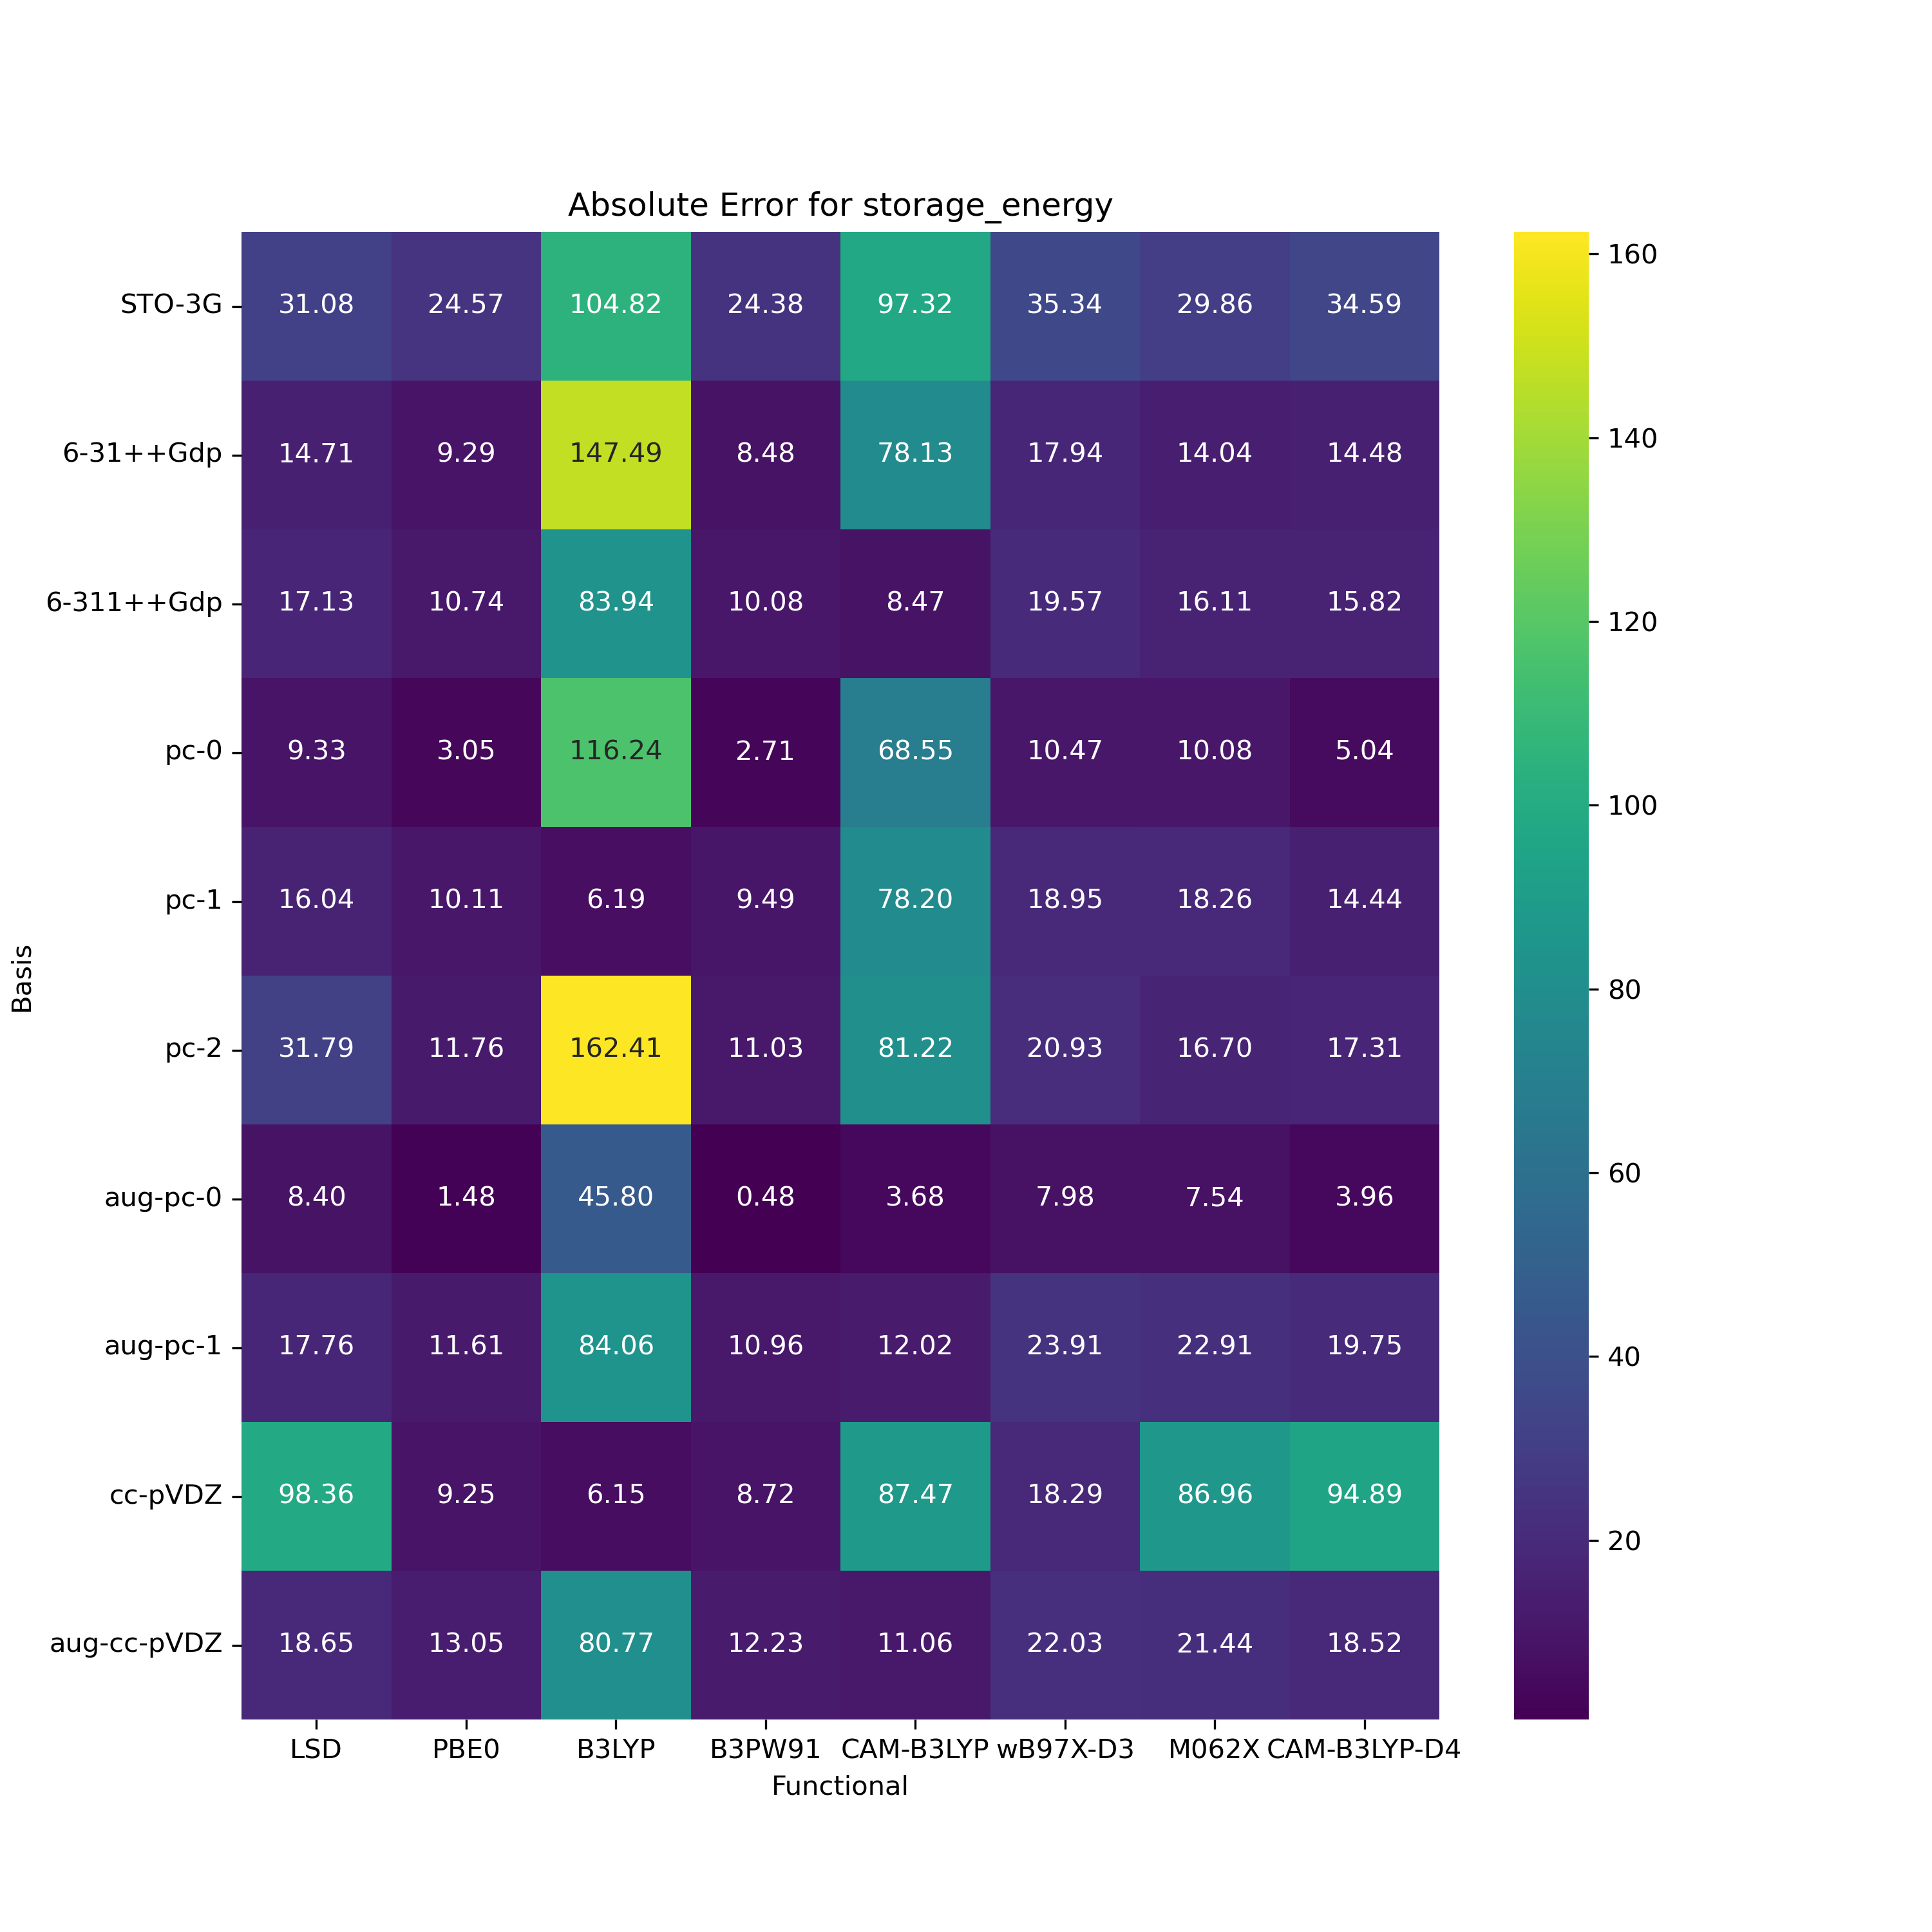 Absolute Error for storage_energy
STO-3G 31.08 24.57 104.82 24.38 97.32 35.34 29.86 34.59
6-31++Gdp 14.71 9.29 147.49 8.48 78.13 17.94 14.04 14.48
6-311++Gdp 17.13 10.74 83.94 10.08 8.47 19.57 16.11 15.82
pc-0 9.33 3.05 116.24 2.71 68.55 10.47 10.08 5.04
pc-1 16.04 10.11 6.19 9.49 78.20 18.95 18.26 14.44
pc-2 31.79 11.76 162.41 11.03 81.22 20.93 16.70 17.31
aug-pc-0 8.40 1.48 45.80 0.48 3.68 7.98 7.54 3.96
aug-pc-1 17.76 11.61 84.06 10.96 12.02 23.91 22.91 19.75
cc-pVDZ 98.36 9.25 6.15 8.72 87.47 18.29 86.96 94.89
aug-cc-pVDZ 18.65 13.05 80.77 12.23 11.06 22.03 21.44 18.52
LSD PBE0 B3LYP B3PW91 CAM-B3LYP wB97X-D3 M062X CAM-B3LYP-D4
Functional
Basis
160
140
120
100
80
60
40
20